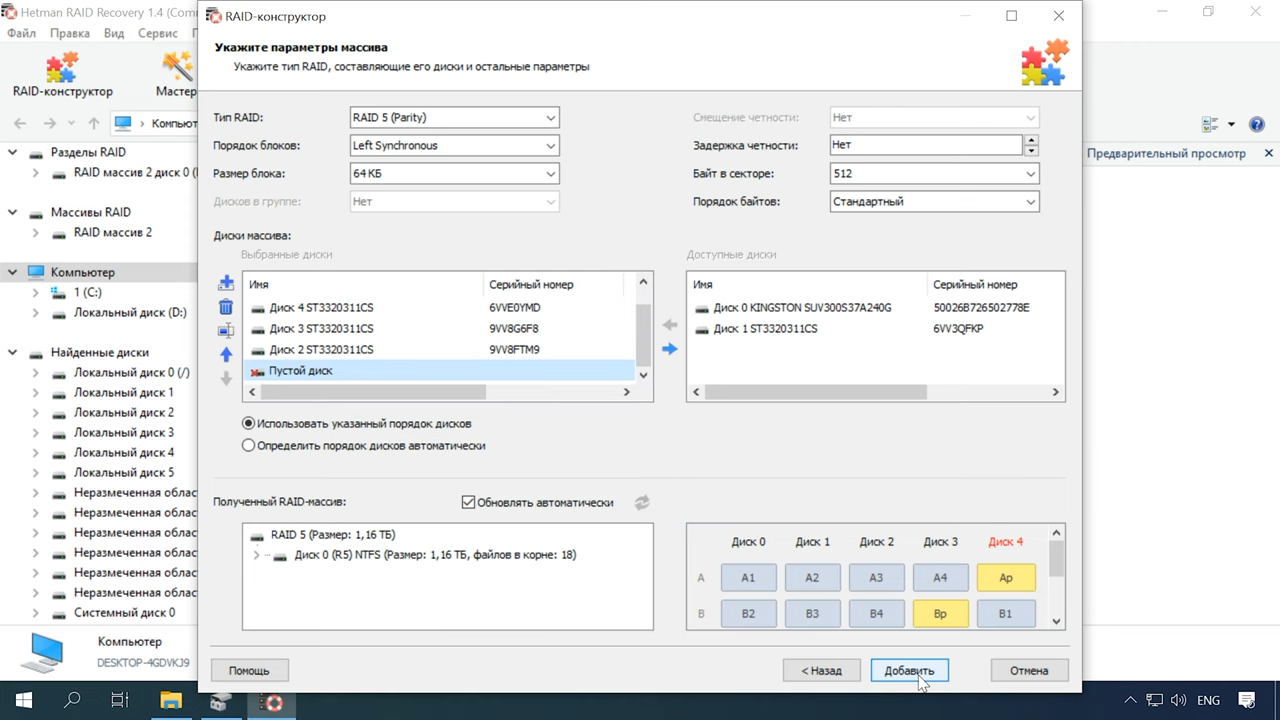 Hetman RAID Recovery 1.4 (Com
Файл Правка Вид Сервис
RAID-конструктор
Мастер
Компьют
Разделы RAID
RAID массив 2 диск 0 (
Массивы RAID
RAID массив 2
Компьютер
1 (C:)
Локальный диск (D:)
Найденные диски
Локальный диск 0 (/)
Локальный диск 1
Локальный диск 2
Локальный диск 3
Локальный диск 4
Локальный диск 5
Неразмеченная облас
Неразмеченная облас
Неразмеченная облас
Неразмеченная облас
Неразмеченная облас
Неразмеченная облас
Системный диск 0
Компьютер
DESKTOP-4GDVKJ9
RAID-конструктор
Укажите параметры массива
Укажите тип RAID, составляющие его диски и остальные параметры
Тип RAID: RAID 5 (Parity)
Порядок блоков: Left Synchronous
Размер блока: 64 КБ
Дисков в группе: Нет
Смещение четности: Нет
Задержка четности: Нет
Байт в секторе: 512
Порядок байтов: Стандартный
Диски массива:
Выбранные диски
Имя Серийный номер
Диск 4 ST3320311CS 6VVE0YMD
Диск 3 ST3320311CS 9VV8G6F8
Диск 2 ST3320311CS 9VV8FTM9
Пустой диск
Доступные диски
Имя Серийный номер
Диск 0 KINGSTON SUV300S37A240G 50026B726502778E
Диск 1 ST3320311CS 6VV3QFKP
Использовать указанный порядок дисков
Определить порядок дисков автоматически
Полученный RAID-массив:
Обновлять автоматически
RAID 5 (Размер: 1,16 ТБ)
Диск 0 (R5) NTFS (Размер: 1,16 ТБ, файлов в корне: 18)
Диск 0 Диск 1 Диск 2 Диск 3 Диск 4
A A1 A2 A3 A4 Ap
B B2 B3 B4 Bp B1
Помощь
< Назад
Добавить
Отмена
Предварительный просмотр
ENG